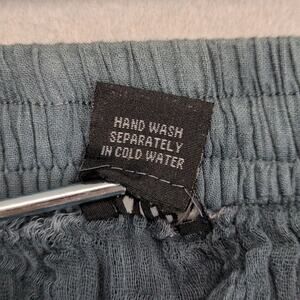 HAND WASH
SEPARATELY
IN COLD WATER